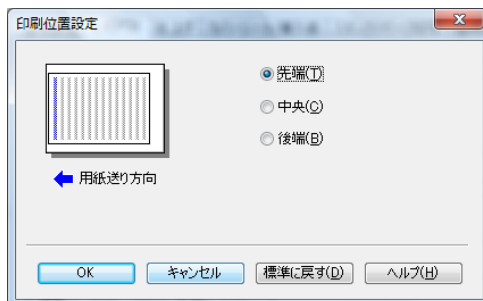 印刷位置設定
先端(T)
中央(C)
後端(B)
用紙送り方向
OK キャンセル 標準に戻す(D) ヘルプ(H)